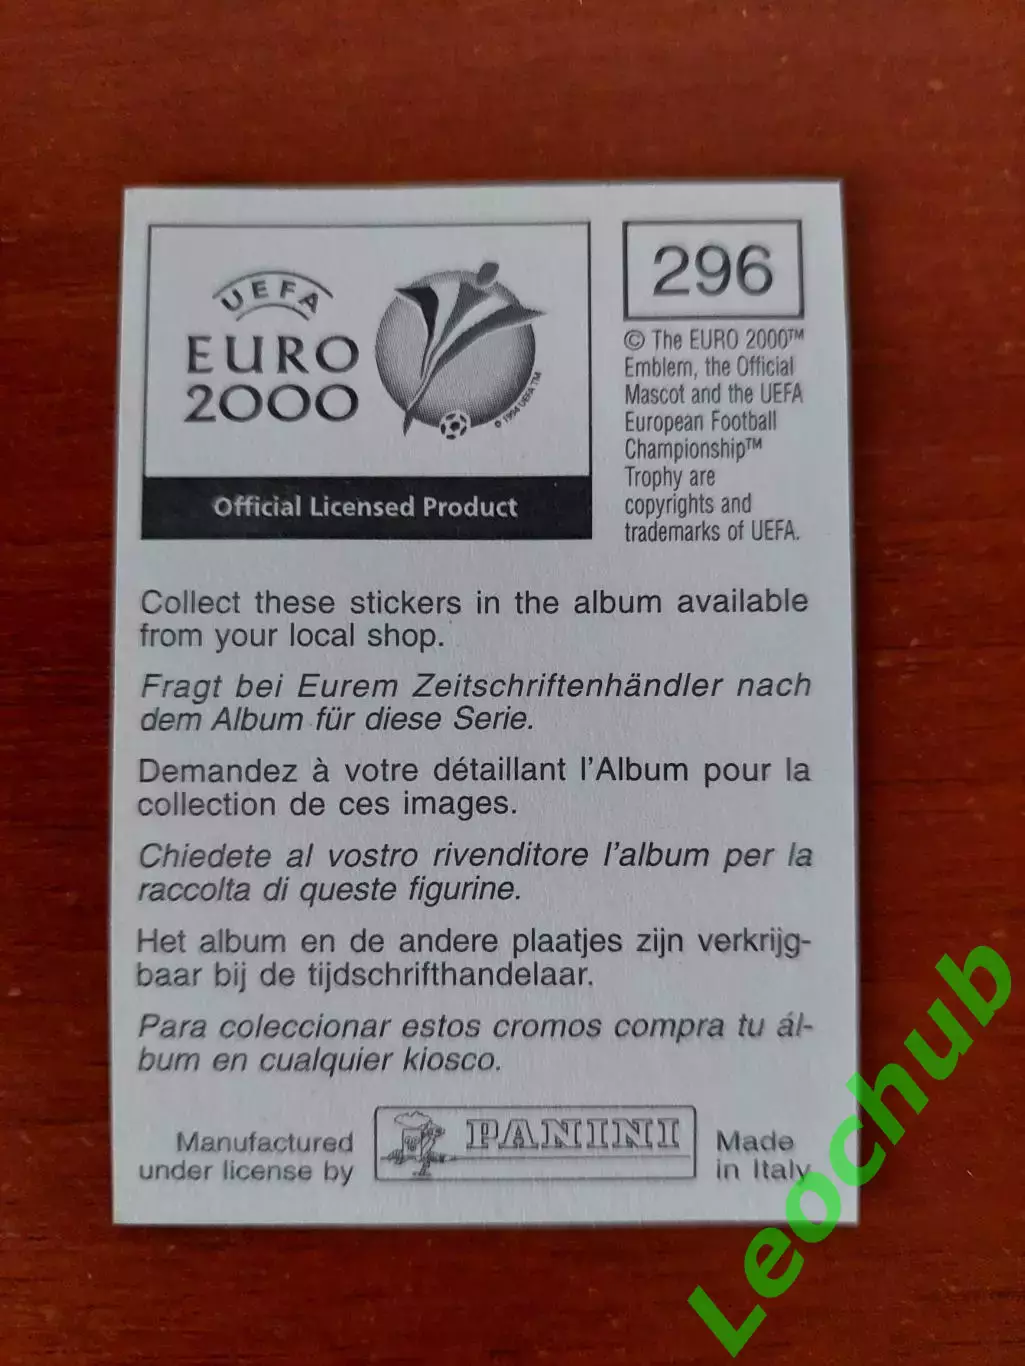 UEFA
EURO
2000
© 1994 UEFA TM
Official Licensed Product
296
© The EURO 2000™
Emblem, the Official
Mascot and the UEFA
European Football
Championship™
Trophy are
copyrights and
trademarks of UEFA.
Collect these stickers in the album available
from your local shop.
Fragt bei Eurem Zeitschriftenhändler nach
dem Album für diese Serie.
Demandez à votre détaillant l'Album pour la
collection de ces images.
Chiedete al vostro rivenditore l'album per la
raccolta di queste figurine.
Het album en de andere plaatjes zijn verkrijg-
baar bij de tijdschrifthandelaar.
Para coleccionar estos cromos compra tu ál-
bum en cualquier kiosco.
Manufactured
under license by
PANINI
Made
in Italy
Leochub